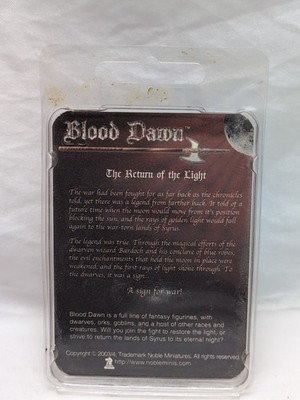 Blood Dawn™
The Return of the Light
The war had been fought for as far back as the chronicles
told, yet there was a legend from farther back. It told of a
future time when the moon would move from it's position
blocking the sun, and the rays of golden light would fall
again to the war-torn lands of Syrus.
The legend was true. Through the magical efforts of the
dwarven wizard Bardoch and his conclave of blue robes,
the evil enchantments that held the moon in place were
weakened, and the first rays of light shone through. To
the dwarves, it was a sign...
A sign for war!
Blood Dawn is a full line of fantasy figurines, with
dwarves, orks, goblins, and a host of other races and
creatures. Will you join the fight to restore the light, or
strive to return the lands of Syrus to its eternal night?
Copyright © 2003/4. Trademark Noble Miniatures. All rights reserved.
http://www.nobleminis.com